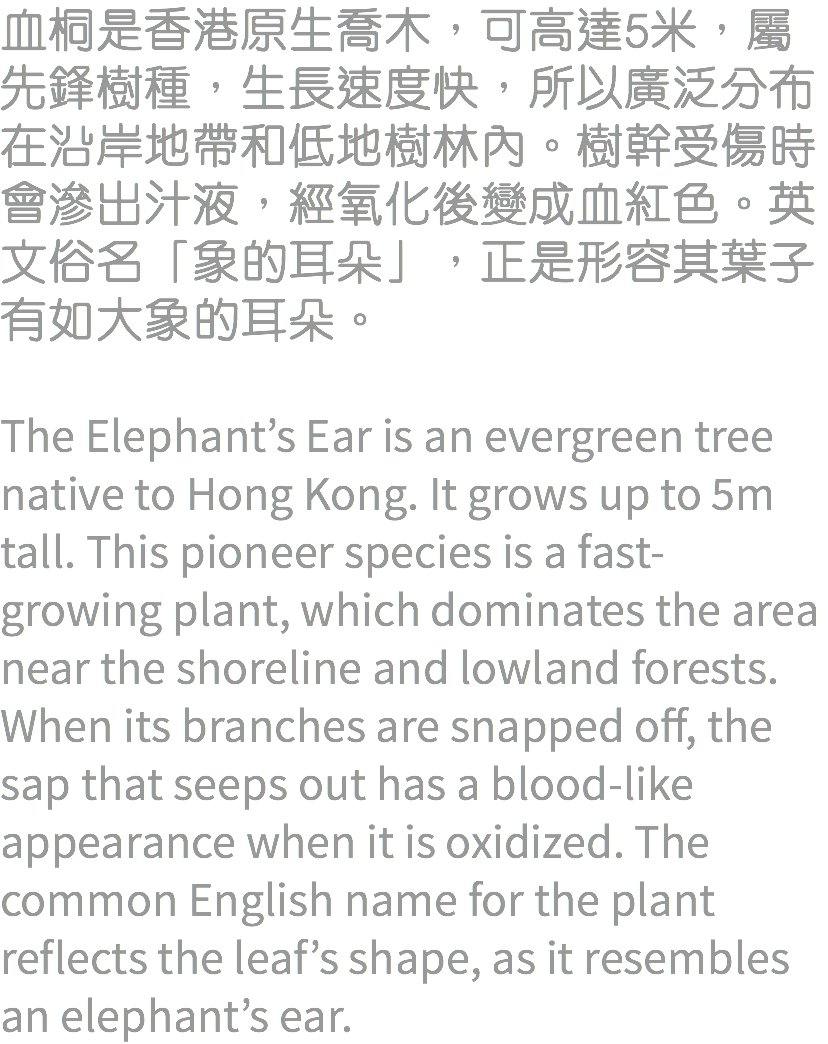 血桐是香港原生喬木，可高達5米，屬
先鋒樹種，生長速度快，所以廣泛分布
在沿岸地帶和低地樹林內。樹幹受傷時
會滲出汁液，經氧化後變成血紅色。英
文俗名「象的耳朵」，正是形容其葉子
有如大象的耳朵。
The Elephant’s Ear is an evergreen tree
native to Hong Kong. It grows up to 5m
tall. This pioneer species is a fast-
growing plant, which dominates the area
near the shoreline and lowland forests.
When its branches are snapped off, the
sap that seeps out has a blood-like
appearance when it is oxidized. The
common English name for the plant
reflects the leaf’s shape, as it resembles
an elephant’s ear.